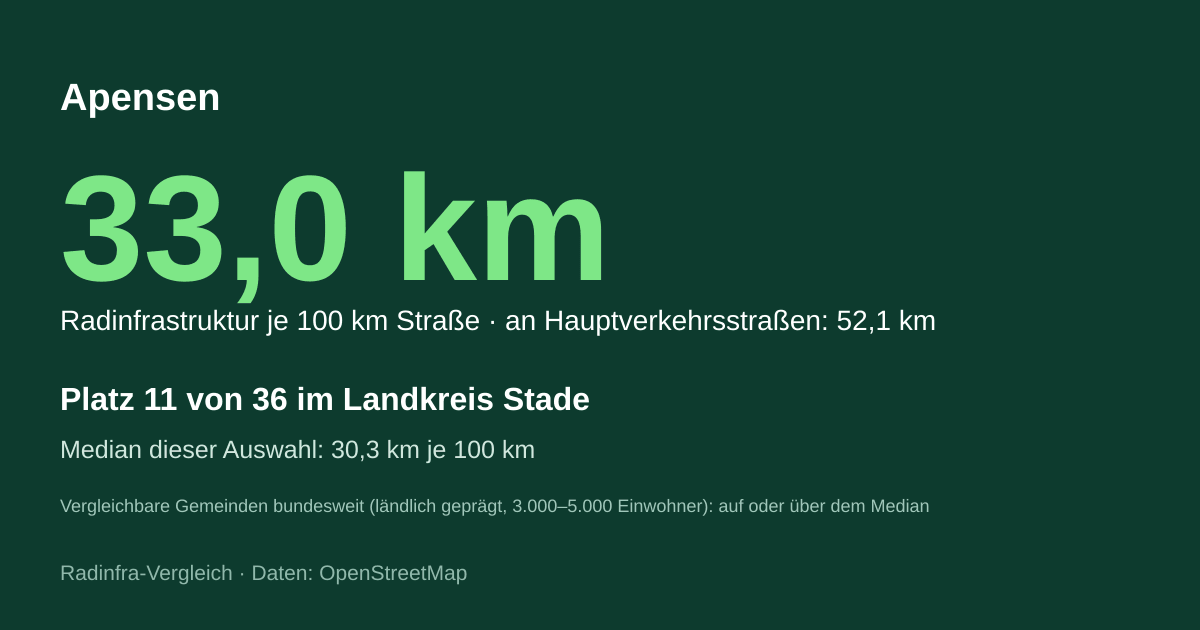 Apensen
33,0 km
Radinfrastruktur je 100 km Straße · an Hauptverkehrsstraßen: 52,1 km
Platz 11 von 36 im Landkreis Stade
Median dieser Auswahl: 30,3 km je 100 km
Vergleichbare Gemeinden bundesweit (ländlich geprägt, 3.000–5.000 Einwohner): auf oder über dem Median
Radinfra-Vergleich · Daten: OpenStreetMap